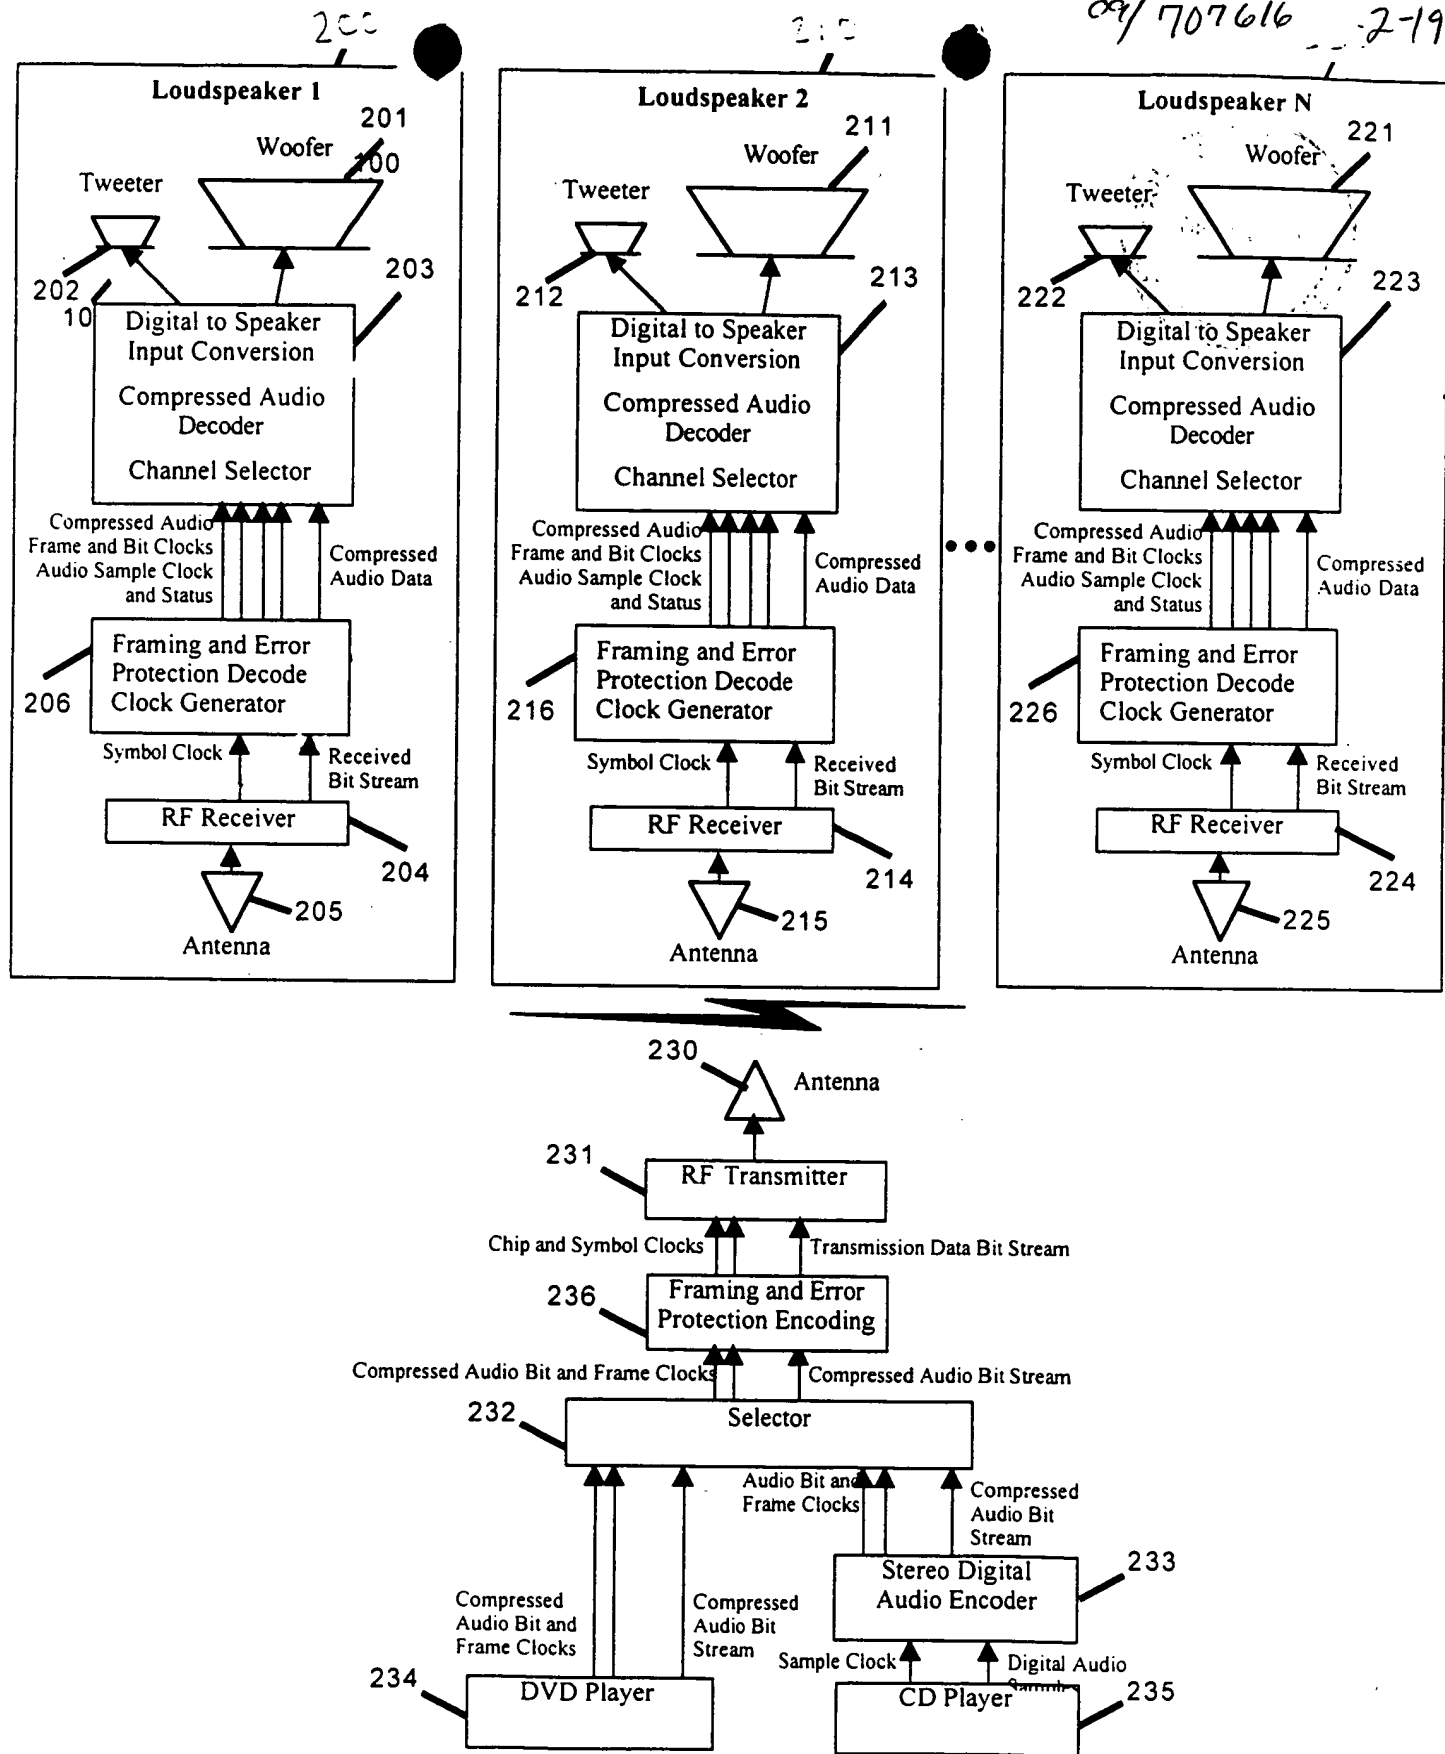 200
210
09/707616
2-19
Loudspeaker 1
201
Woofer
100
Tweeter
202
10
203
Digital to Speaker
Input Conversion
Compressed Audio
Decoder
Channel Selector
Compressed Audio
Frame and Bit Clocks
Audio Sample Clock
and Status
Compressed
Audio Data
Framing and Error
Protection Decode
Clock Generator
206
Symbol Clock
Received
Bit Stream
RF Receiver
204
205
Antenna
Loudspeaker 2
211
Woofer
Tweeter
212
213
Digital to Speaker
Input Conversion
Compressed Audio
Decoder
Channel Selector
Compressed Audio
Frame and Bit Clocks
Audio Sample Clock
and Status
Compressed
Audio Data
Framing and Error
Protection Decode
Clock Generator
216
Symbol Clock
Received
Bit Stream
RF Receiver
214
215
Antenna
Loudspeaker N
221
Woofer
Tweeter
222
223
Digital to Speaker
Input Conversion
Compressed Audio
Decoder
Channel Selector
Compressed Audio
Frame and Bit Clocks
Audio Sample Clock
and Status
Compressed
Audio Data
Framing and Error
Protection Decode
Clock Generator
226
Symbol Clock
Received
Bit Stream
RF Receiver
224
225
Antenna
230
Antenna
231
RF Transmitter
Chip and Symbol Clocks
Transmission Data Bit Stream
236
Framing and Error
Protection Encoding
Compressed Audio Bit and Frame Clocks
Compressed Audio Bit Stream
232
Selector
Audio Bit and
Frame Clocks
Compressed
Audio Bit
Stream
233
Stereo Digital
Audio Encoder
Compressed
Audio Bit and
Frame Clocks
Compressed
Audio Bit
Stream
Sample Clock
Digital Audio
234
DVD Player
CD Player
235